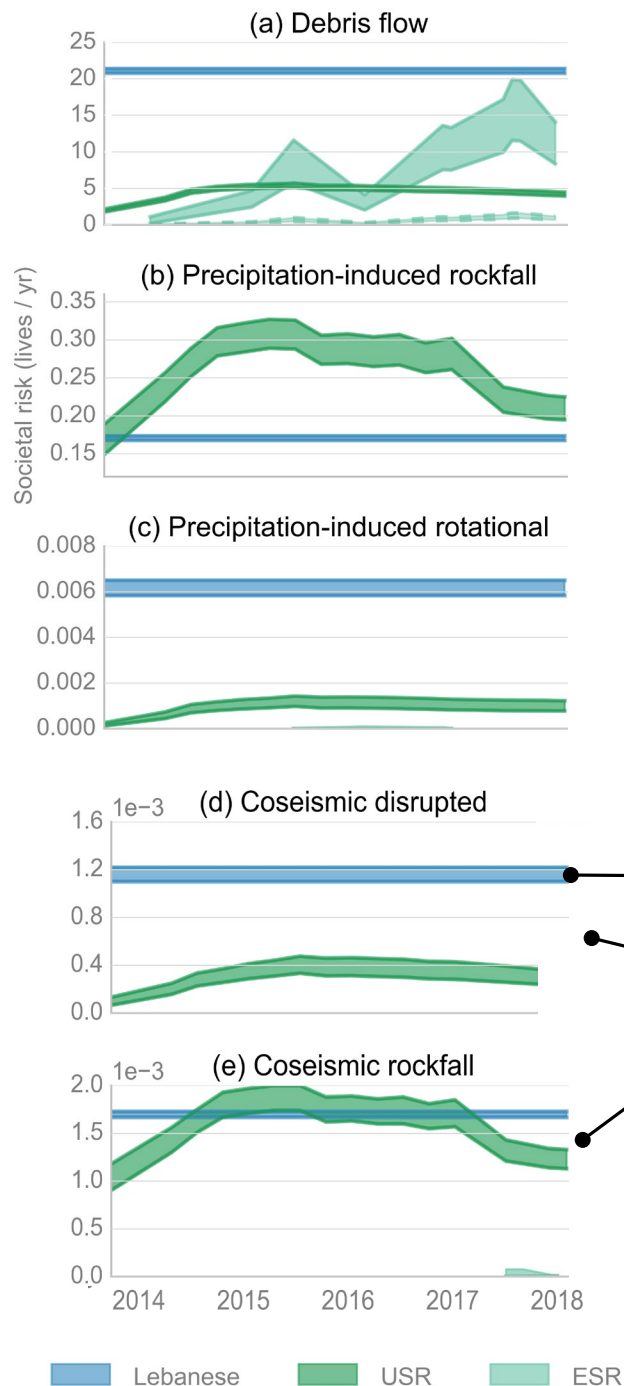 (a) Debris flow
25
20
15
10
5
0
(b) Precipitation-induced rockfall
Societal risk (lives / yr)
0.35
0.30
0.25
0.20
0.15
(c) Precipitation-induced rotational
0.008
0.006
0.004
0.002
0.000
(d) Coseismic disrupted
1e−3
1.6
1.2
0.8
0.4
0.0
(e) Coseismic rockfall
1e−3
2.0
1.5
1.0
0.5
0.0
2014 2015 2016 2017 2018
Lebanese USR ESR